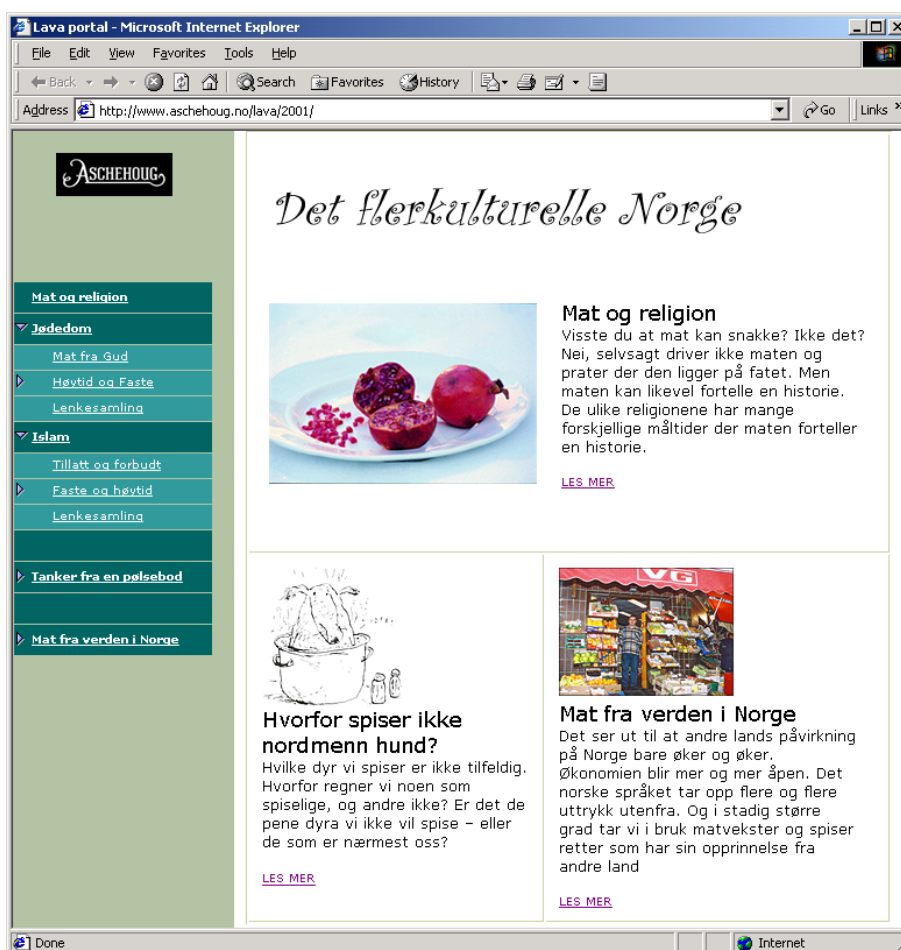 Lava portal - Microsoft Internet Explorer
File Edit View Favorites Tools Help
Back Search Favorites History
Address http://www.aschehoug.no/lava/2001/ Go Links »
ASCHEHOUG
Det flerkulturelle Norge
Mat og religion
Jødedom
Mat fra Gud
Høytid og Faste
Lenkesamling
Islam
Tillatt og forbudt
Faste og høytid
Lenkesamling
Tanker fra en pølsebod
Mat fra verden i Norge
Mat og religion
Visste du at mat kan snakke? Ikke det?
Nei, selvsagt driver ikke maten og
prater der den ligger på fatet. Men
maten kan likevel fortelle en historie.
De ulike religionene har mange
forskjellige måltider der maten forteller
en historie.
LES MER
Hvorfor spiser ikke
nordmenn hund?
Hvilke dyr vi spiser er ikke tilfeldig.
Hvorfor regner vi noen som
spiselige, og andre ikke? Er det de
pene dyra vi ikke vil spise – eller
de som er nærmest oss?
LES MER
VG
Mat fra verden i Norge
Det ser ut til at andre lands påvirkning
på Norge bare øker og øker.
Økonomien blir mer og mer åpen. Det
norske språket tar opp flere og flere
uttrykk utenfra. Og i stadig større
grad tar vi i bruk matvekster og spiser
retter som har sin opprinnelse fra
andre land
LES MER
Done Internet